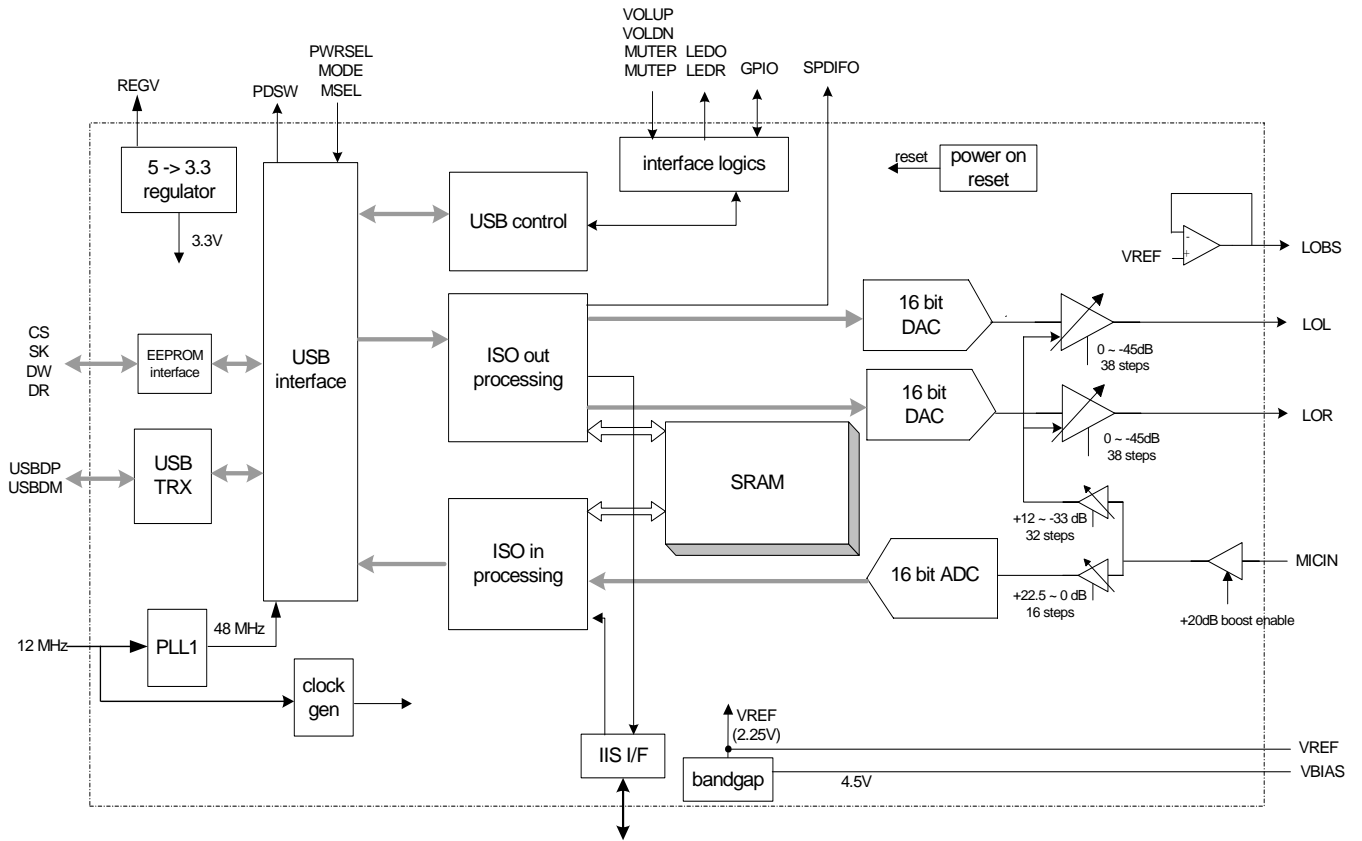 VOLUP
VOLDN
MUTER
MUTEP
LEDO
LEDR
GPIO
SPDIFO
PWRSEL
MODE
MSEL
PDSW
REGV
5 -> 3.3
regulator
3.3V
interface logics
reset
power on
reset
USB control
-
+
VREF
LOBS
16 bit
DAC
LOL
0 ~ -45dB
38 steps
CS
SK
DW
DR
EEPROM
interface
USB
interface
ISO out
processing
16 bit
DAC
LOR
0 ~ -45dB
38 steps
USBDP
USBDM
USB
TRX
SRAM
+12 ~ -33 dB
32 steps
ISO in
processing
16 bit ADC
+22.5 ~ 0 dB
16 steps
MICIN
+20dB boost enable
12 MHz
PLL1
48 MHz
clock
gen
IIS I/F
VREF
(2.25V)
bandgap
4.5V
VREF
VBIAS